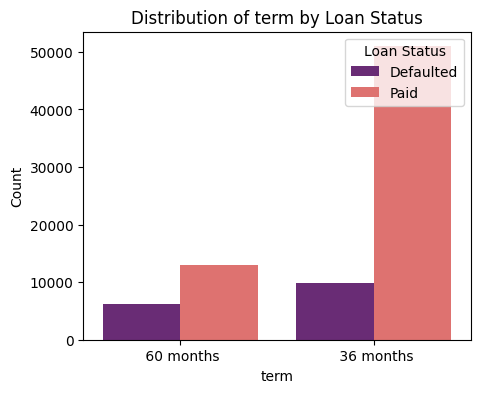 Distribution of term by Loan Status
Loan Status
Defaulted
Paid
50000
40000
30000
20000
10000
0
Count
60 months
36 months
term